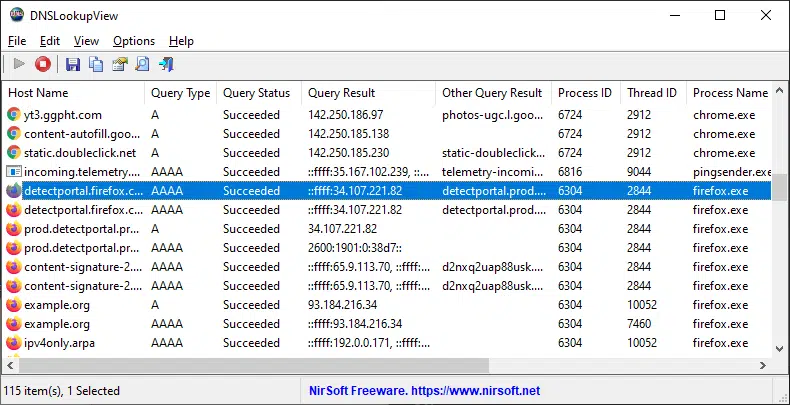 DNSLookupView
File Edit View Options Help
Host Name Query Type Query Status Query Result Other Query Result Process ID Thread ID Process Name
yt3.ggpht.com A Succeeded 142.250.186.97 photos-ugc.l.goo... 6724 2912 chrome.exe
content-autofill.goo... A Succeeded 142.250.185.138 6724 2912 chrome.exe
static.doubleclick.net A Succeeded 142.250.185.230 static-doubleclick... 6724 2912 chrome.exe
incoming.telemetry.... AAAA Succeeded ::ffff:35.167.102.239, ::... telemetry-incomi... 6816 9044 pingsender.exe
detectportal.firefox.c... AAAA Succeeded ::ffff:34.107.221.82 detectportal.prod.... 6304 2844 firefox.exe
detectportal.firefox.c... AAAA Succeeded ::ffff:34.107.221.82 detectportal.prod.... 6304 2844 firefox.exe
prod.detectportal.pr... A Succeeded 34.107.221.82 6304 2844 firefox.exe
prod.detectportal.pr... AAAA Succeeded 2600:1901:0:38d7:: 6304 2844 firefox.exe
content-signature-2.... AAAA Succeeded ::ffff:65.9.113.70, ::ffff:... d2nxq2uap88usk.... 6304 2844 firefox.exe
content-signature-2.... AAAA Succeeded ::ffff:65.9.113.70, ::ffff:... d2nxq2uap88usk.... 6304 2844 firefox.exe
example.org A Succeeded 93.184.216.34 6304 10052 firefox.exe
example.org AAAA Succeeded ::ffff:93.184.216.34 6304 7460 firefox.exe
ipv4only.arpa AAAA Succeeded ::ffff:192.0.0.171, ::ffff:... 6304 10052 firefox.exe
115 item(s), 1 Selected NirSoft Freeware. https://www.nirsoft.net